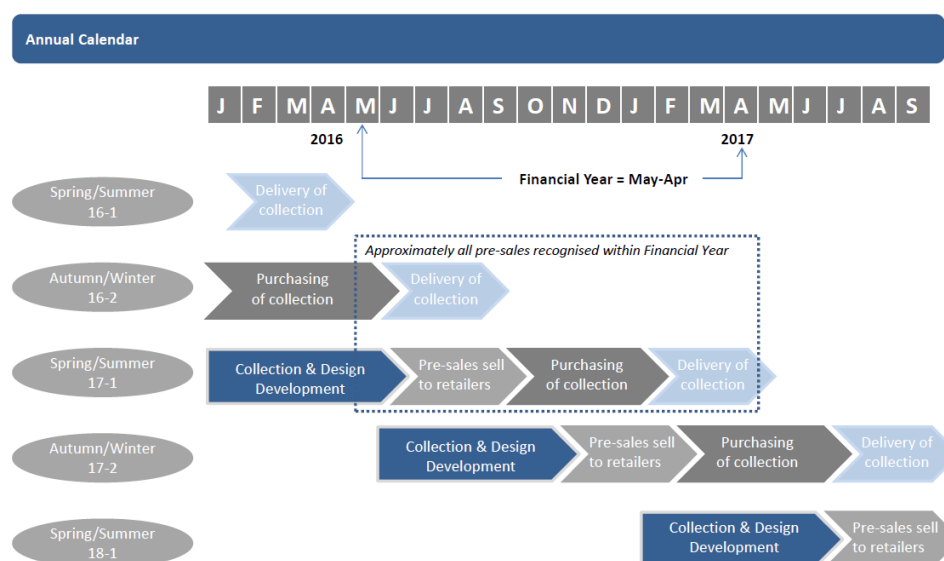 Annual Calendar
J F M A M J J A S O N D J F M A M J J A S
2016
2017
Financial Year = May-Apr
Spring/Summer
16-1
Delivery of
collection
Approximately all pre-sales recognised within Financial Year
Autumn/Winter
16-2
Purchasing
of collection
Delivery of
collection
Spring/Summer
17-1
Collection & Design
Development
Pre-sales sell
to retailers
Purchasing
of collection
Delivery of
collection
Autumn/Winter
17-2
Collection & Design
Development
Pre-sales sell
to retailers
Purchasing
of collection
Delivery of
collection
Spring/Summer
18-1
Collection & Design
Development
Pre-sales sell
to retailers